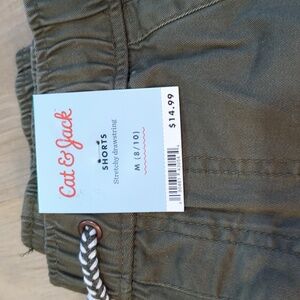 Cat & Jack
SHORTS
Stretchy drawstring
M (8/10)
$14.99